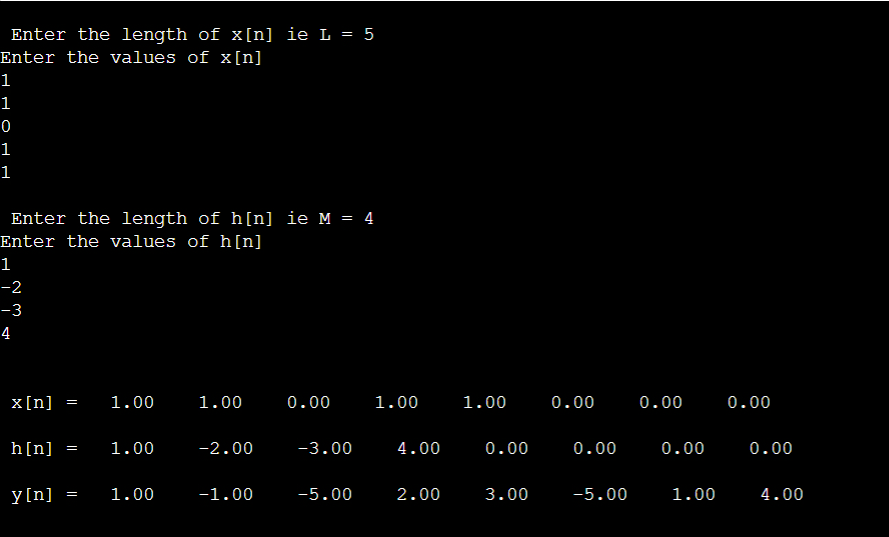 Enter the length of x[n] ie L = 5
Enter the values of x[n]
1
1
0
1
1
Enter the length of h[n] ie M = 4
Enter the values of h[n]
1
-2
-3
4
x[n] = 1.00 1.00 0.00 1.00 1.00 0.00 0.00 0.00
h[n] = 1.00 -2.00 -3.00 4.00 0.00 0.00 0.00 0.00
y[n] = 1.00 -1.00 -5.00 2.00 3.00 -5.00 1.00 4.00